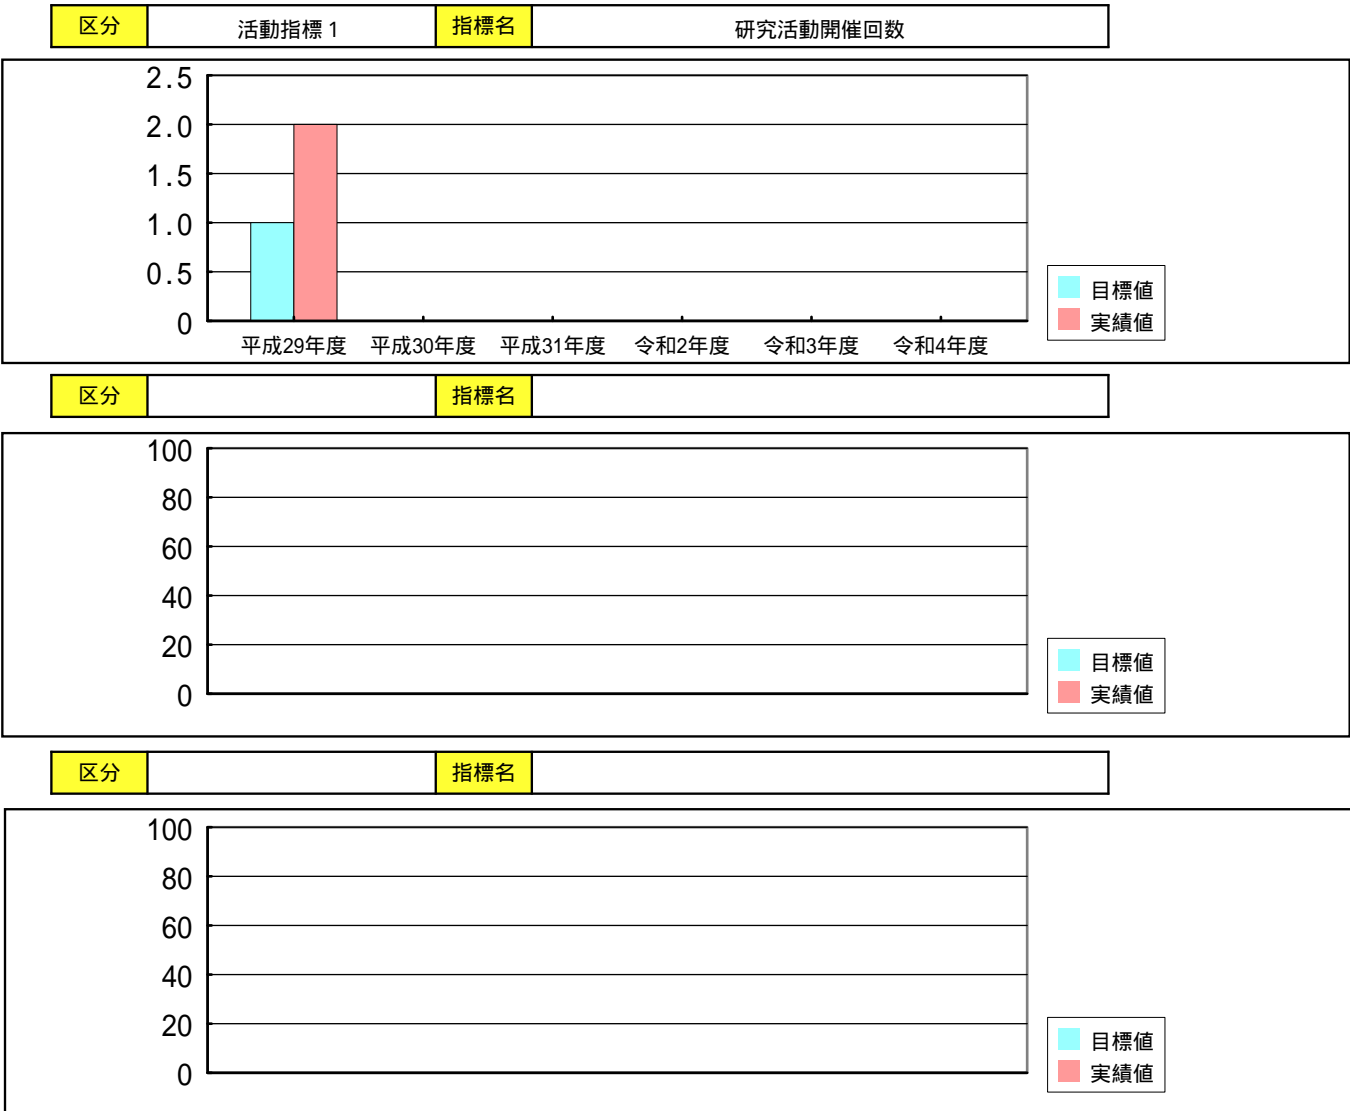 区分 活動指標1 指標名 研究活動開催回数
2.5
2.0
1.5
1.0
0.5
0
平成29年度 平成30年度 平成31年度 令和2年度 令和3年度 令和4年度
目標値
実績値
区分 指標名
100
80
60
40
20
0
目標値
実績値
区分 指標名
100
80
60
40
20
0
目標値
実績値